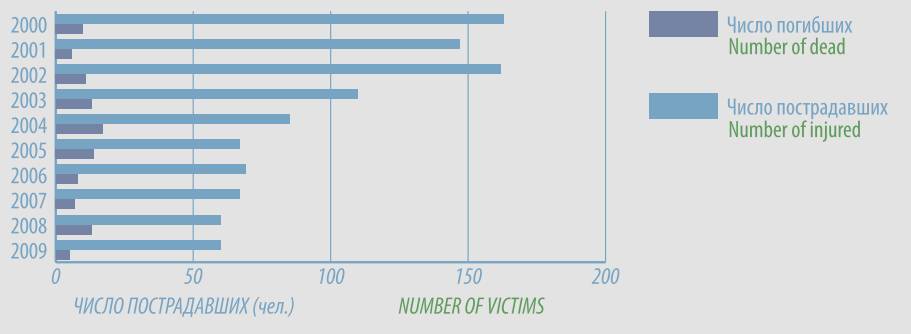 2000
2001
2002
2003
2004
2005
2006
2007
2008
2009
0 50 100 150 200
ЧИСЛО ПОСТРАДАВШИХ (чел.) NUMBER OF VICTIMS
Число погибших
Number of dead
Число пострадавших
Number of injured